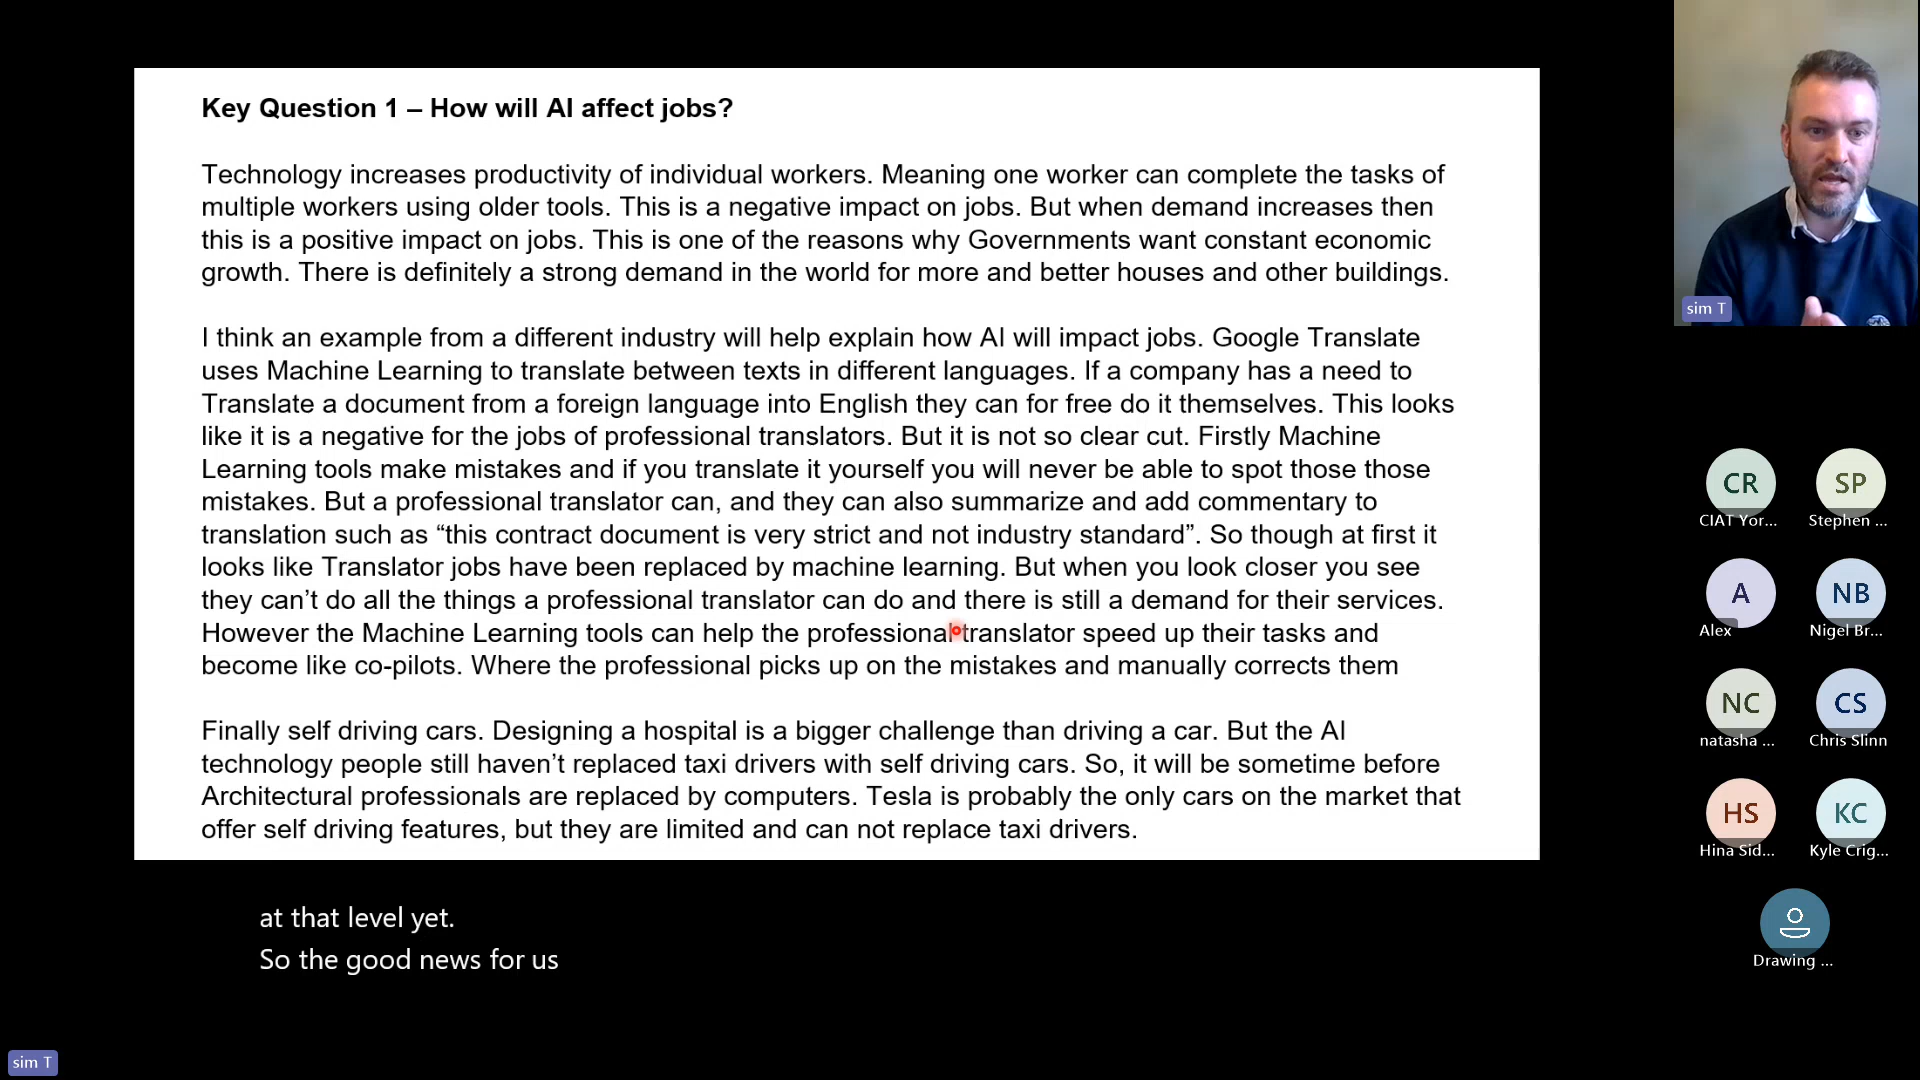 Key Question 1 – How will AI affect jobs?
Technology increases productivity of individual workers. Meaning one worker can complete the tasks of
multiple workers using older tools. This is a negative impact on jobs. But when demand increases then
this is a positive impact on jobs. This is one of the reasons why Governments want constant economic
growth. There is definitely a strong demand in the world for more and better houses and other buildings.
I think an example from a different industry will help explain how AI will impact jobs. Google Translate
uses Machine Learning to translate between texts in different languages. If a company has a need to
Translate a document from a foreign language into English they can for free do it themselves. This looks
like it is a negative for the jobs of professional translators. But it is not so clear cut. Firstly Machine
Learning tools make mistakes and if you translate it yourself you will never be able to spot those those
mistakes. But a professional translator can, and they can also summarize and add commentary to
translation such as “this contract document is very strict and not industry standard”. So though at first it
looks like Translator jobs have been replaced by machine learning. But when you look closer you see
they can’t do all the things a professional translator can do and there is still a demand for their services.
However the Machine Learning tools can help the professional translator speed up their tasks and
become like co-pilots. Where the professional picks up on the mistakes and manually corrects them
Finally self driving cars. Designing a hospital is a bigger challenge than driving a car. But the AI
technology people still haven’t replaced taxi drivers with self driving cars. So, it will be sometime before
Architectural professionals are replaced by computers. Tesla is probably the only cars on the market that
offer self driving features, but they are limited and can not replace taxi drivers.
at that level yet.
So the good news for us
sim T
sim T
CR
CIAT Yor...
SP
Stephen ...
A
Alex
NB
Nigel Br...
NC
natasha ...
CS
Chris Slinn
HS
Hina Sid...
KC
Kyle Crig...
Drawing ...